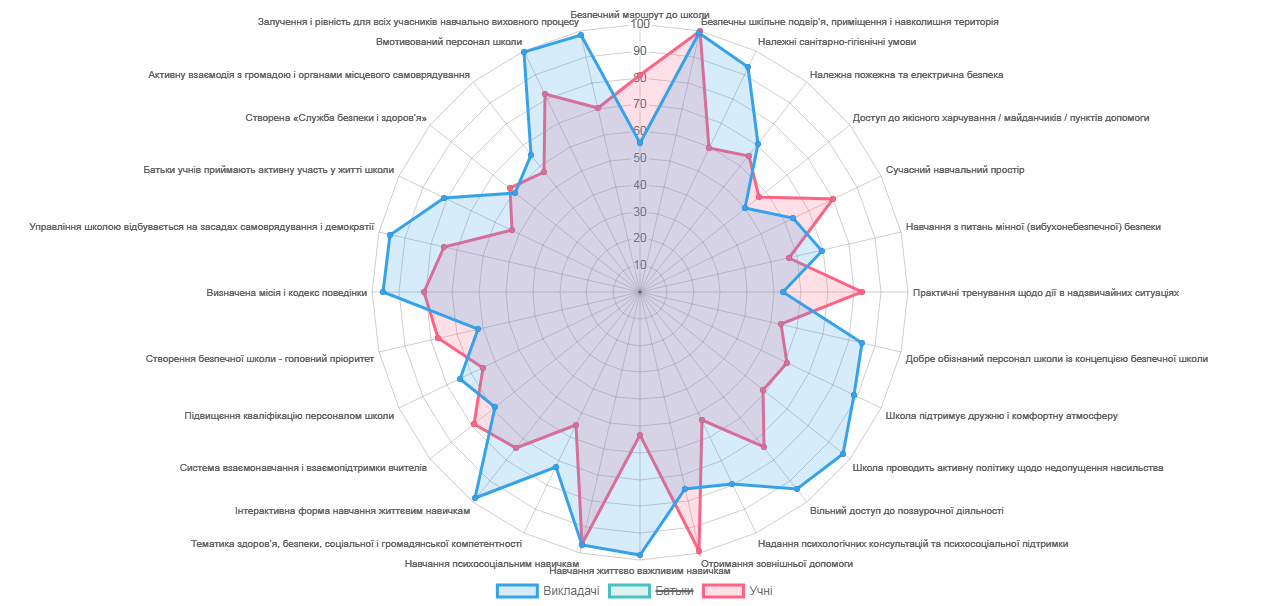 Безпечний маршрут до школи
Залучення і рівність для всіх учасників навчально виховного процесу
Безпечны шкільне подвір'я, приміщення і навколишня територія
Вмотивований персонал школи
Належні санітарно-гігієнічні умови
Активну взаємодія з громадою і органами місцевого самоврядування
Належна пожежна та електрична безпека
Створена «Служба безпеки і здоров'я»
Доступ до якісного харчування / майданчиків / пунктів допомоги
Батьки учнів приймають активну участь у житті школи
Сучасний навчальний простір
Управління школою відбувається на засадах самоврядування і демократії
Навчання з питань мінної (вибухонебезпечної) безпеки
Визначена місія і кодекс поведінки
Практичні тренування щодо дії в надзвичайних ситуаціях
Створення безпечної школи - головний пріоритет
Добре обізнаний персонал школи із концепцією безпечної школи
Підвищення кваліфікацію персоналом школи
Школа підтримує дружню і комфортну атмосферу
Система взаємонавчання і взаємопідтримки вчителів
Школа проводить активну політику щодо недопущення насильства
Інтерактивна форма навчання життєвим навичкам
Вільний доступ до позаурочної діяльності
Тематика здоров'я, безпеки, соціальної і громадянської компетентності
Надання психологічних консультацій та психосоціальної підтримки
Навчання психосоціальним навичкам
Отримання зовнішньої допомоги
Навчання життєво важливим навичкам
100
90
80
70
60
50
40
30
20
10
Викладачі Батьки Учні